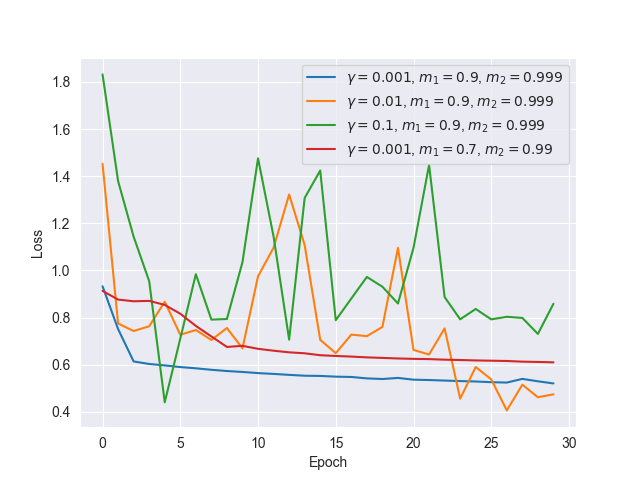 γ = 0.001, m₁ = 0.9, m₂ = 0.999
γ = 0.01, m₁ = 0.9, m₂ = 0.999
γ = 0.1, m₁ = 0.9, m₂ = 0.999
γ = 0.001, m₁ = 0.7, m₂ = 0.99
1.8
1.6
1.4
1.2
1.0
0.8
0.6
0.4
Loss
0 5 10 15 20 25 30
Epoch